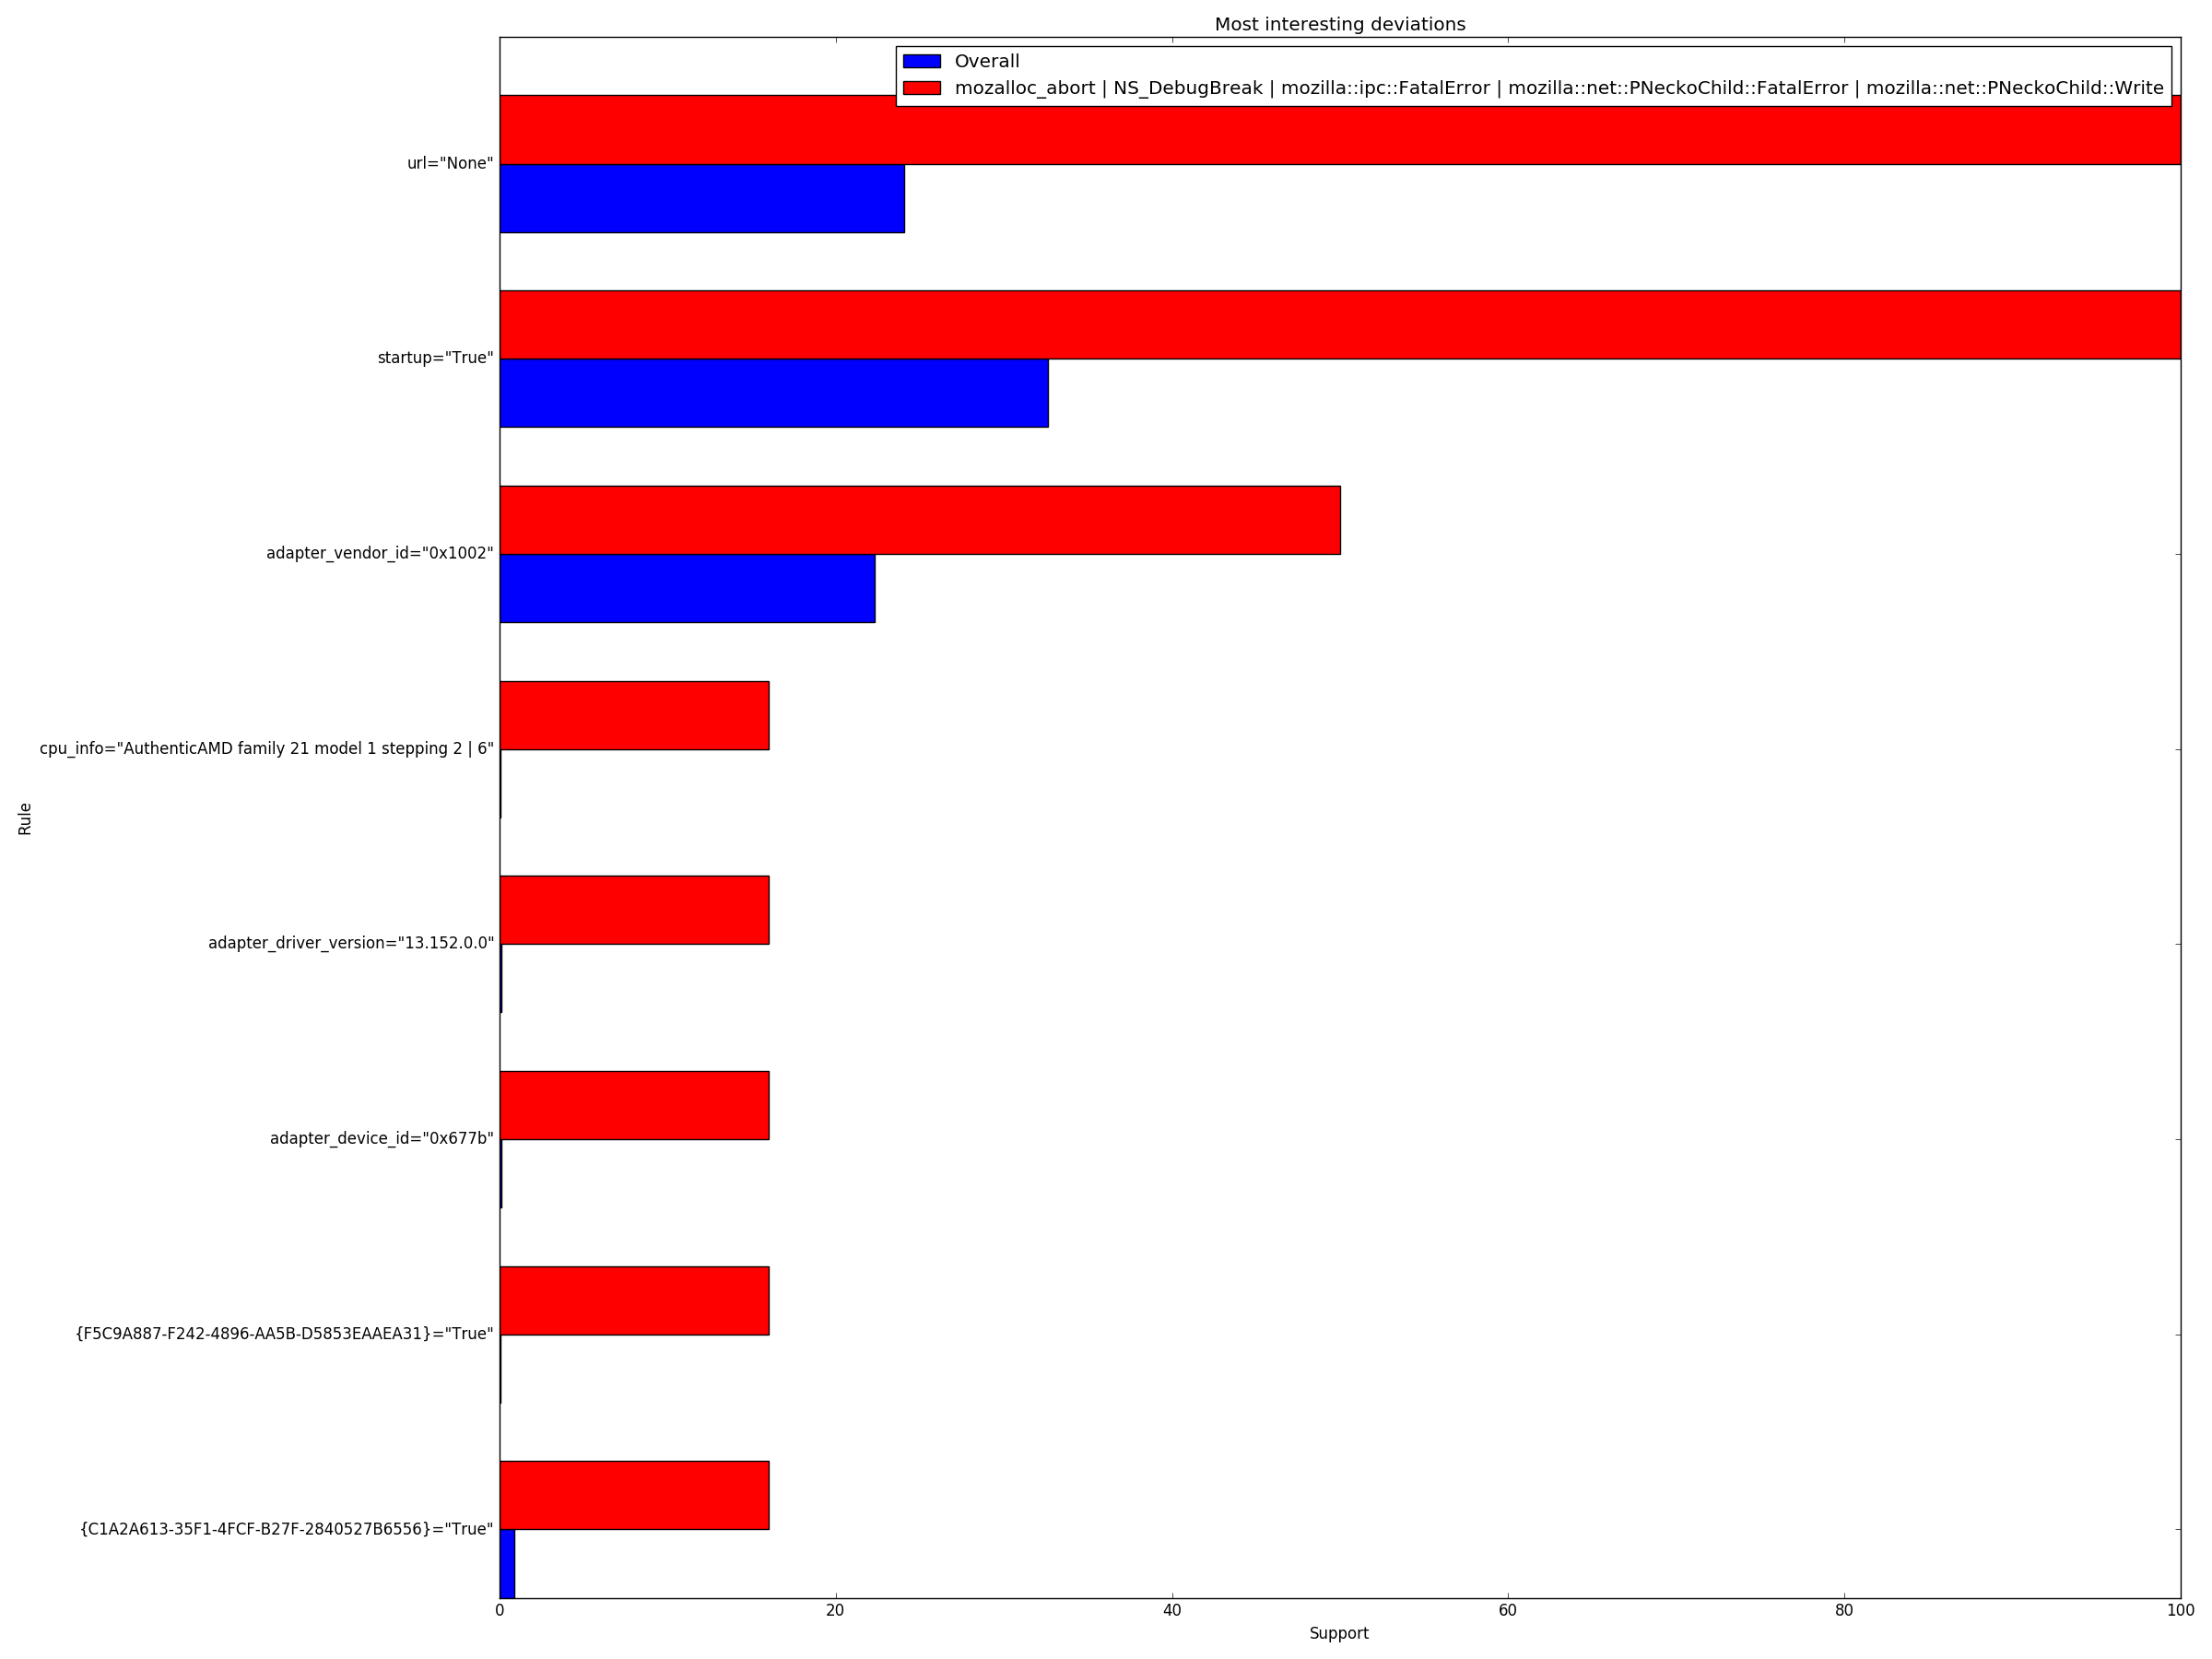 Most interesting deviations
Overall
mozalloc_abort | NS_DebugBreak | mozilla::ipc::FatalError | mozilla::net::PNeckoChild::FatalError | mozilla::net::PNeckoChild::Write
url="None"
startup="True"
adapter_vendor_id="0x1002"
cpu_info="AuthenticAMD family 21 model 1 stepping 2 | 6"
Rule
adapter_driver_version="13.152.0.0"
adapter_device_id="0x677b"
{F5C9A887-F242-4896-AA5B-D5853EAAEA31}="True"
{C1A2A613-35F1-4FCF-B27F-2840527B6556}="True"
0 20 40 60 80 100
Support